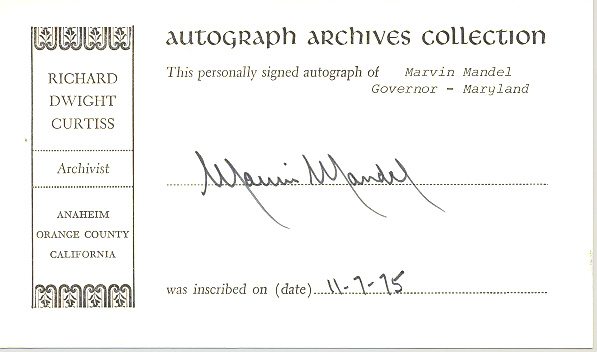 AUTOGRAPH ARCHIVES COLLECTION
RICHARD
DWIGHT
CURTISS
Archivist
ANAHEIM
ORANGE COUNTY
CALIFORNIA
This personally signed autograph of Marvin Mandel
Governor - Maryland
Marvin Mandel
was inscribed on (date) 11-7-75